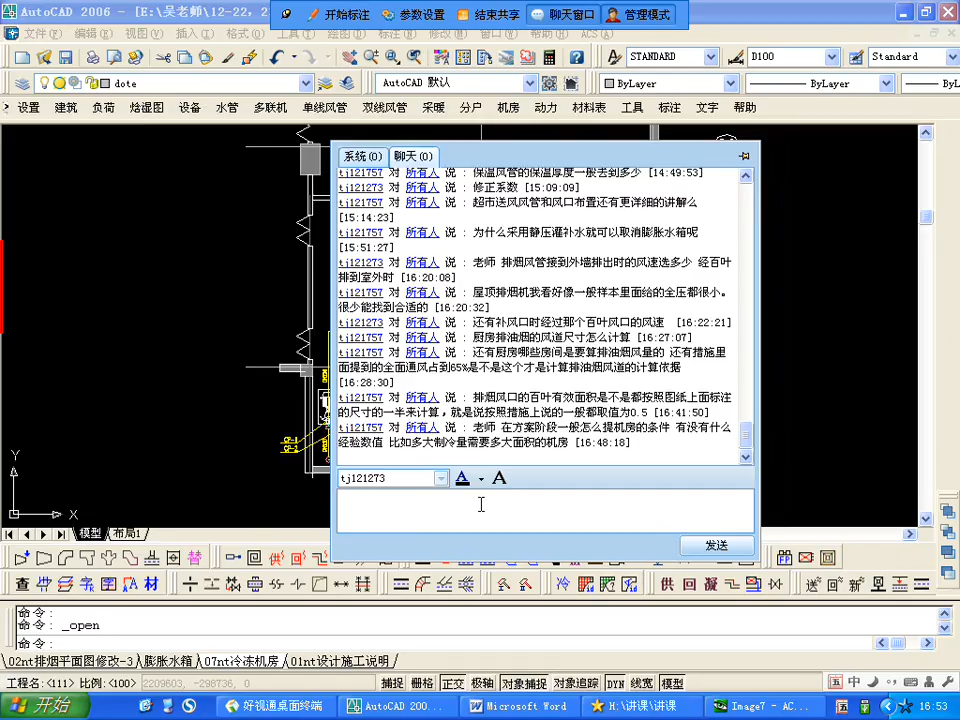 AutoCAD 2006 - [E:\吴老师\12-22, 2
开始标注 参数设置 结束共享 聊天窗口 管理模式
文件(F) 编辑(E) 视图(V) 插入(I) 格式(O) 工具(T) 绘图(D) 标注(N) 修改(M) 窗口(W) 帮助(H) ACS(A)
STANDARD D100 Standard
dote AutoCAD 默认 ByLayer ByLayer ByL
设置 建筑 负荷 焓湿图 设备 水管 多联机 单线风管 双线风管 采暖 分户 机房 动力 材料表 工具 标注 文字 帮助
系统(0) 聊天(0)
tj121757 对 所有人 说 : 保温风管的保温厚度一般去到多少 [14:49:53]
tj121273 对 所有人 说 : 修正系数 [15:09:09]
tj121757 对 所有人 说 : 超市送风风管和风口布置还有更详细的讲解么
[15:14:23]
tj121757 对 所有人 说 : 为什么采用静压灌补水就可以取消膨胀水箱呢
[15:51:27]
tj121273 对 所有人 说 : 老师 排烟风管接到外墙排出时的风速选多少 经百叶
排到室外时 [16:20:08]
tj121757 对 所有人 说 : 屋顶排烟机我看好像一般样本里面给的全压都很小。
很少能找到合适的 [16:20:32]
tj121273 对 所有人 说 : 还有补风口时经过那个百叶风口的风速 [16:22:21]
tj121757 对 所有人 说 : 厨房排油烟的风道尺寸怎么计算 [16:27:07]
tj121757 对 所有人 说 : 还有厨房哪些房间是要算排油烟风量的 还有措施里
面提到的全面通风占到65%是不是这个才是计算排油烟风道的计算依据
[16:28:30]
tj121757 对 所有人 说 : 排烟风口的百叶有效面积是不是都按照图纸上面标注
的尺寸的一半来计算，就是说按照措施上说的一般都取值为0.5 [16:41:50]
tj121757 对 所有人 说 : 老师 在方案阶段一般怎么提机房的条件 有没有什么
经验数值 比如多大制冷量需要多大面积的机房 [16:48:18]
CP-1
CP-2
Y
X
tj121273 A A
发送
模型 布局1
供 回 替
查 材 冷 供 回 凝 送 回 新
命令:
命令: _open
命令:
02nt排烟平面图修改-3 膨胀水箱 07nt冷冻机房 01nt设计施工说明
工程名:<111> 比例:<100> 2209603, -298736, 0 捕捉 栅格 正交 极轴 对象捕捉 对象追踪 DYN 线宽 模型 五 中
开始 好视通桌面终端 AutoCAD 200... Microsoft Word H:\讲课\讲课 Image7 - AC... 16:53